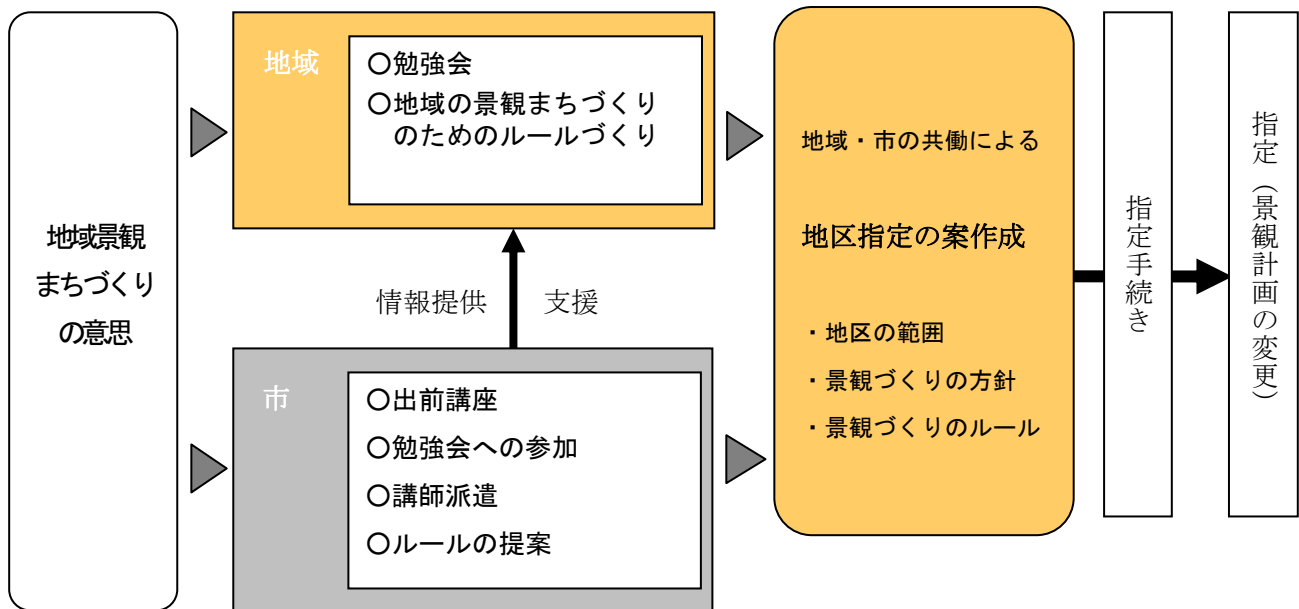 地域景観
まちづくり
の意思
地域
〇勉強会
〇地域の景観まちづくり
のためのルールづくり
情報提供
支援
市
〇出前講座
〇勉強会への参加
〇講師派遣
〇ルールの提案
地域・市の共働による
地区指定の案作成
・地区の範囲
・景観づくりの方針
・景観づくりのルール
指定手続き
指定（景観計画の変更）